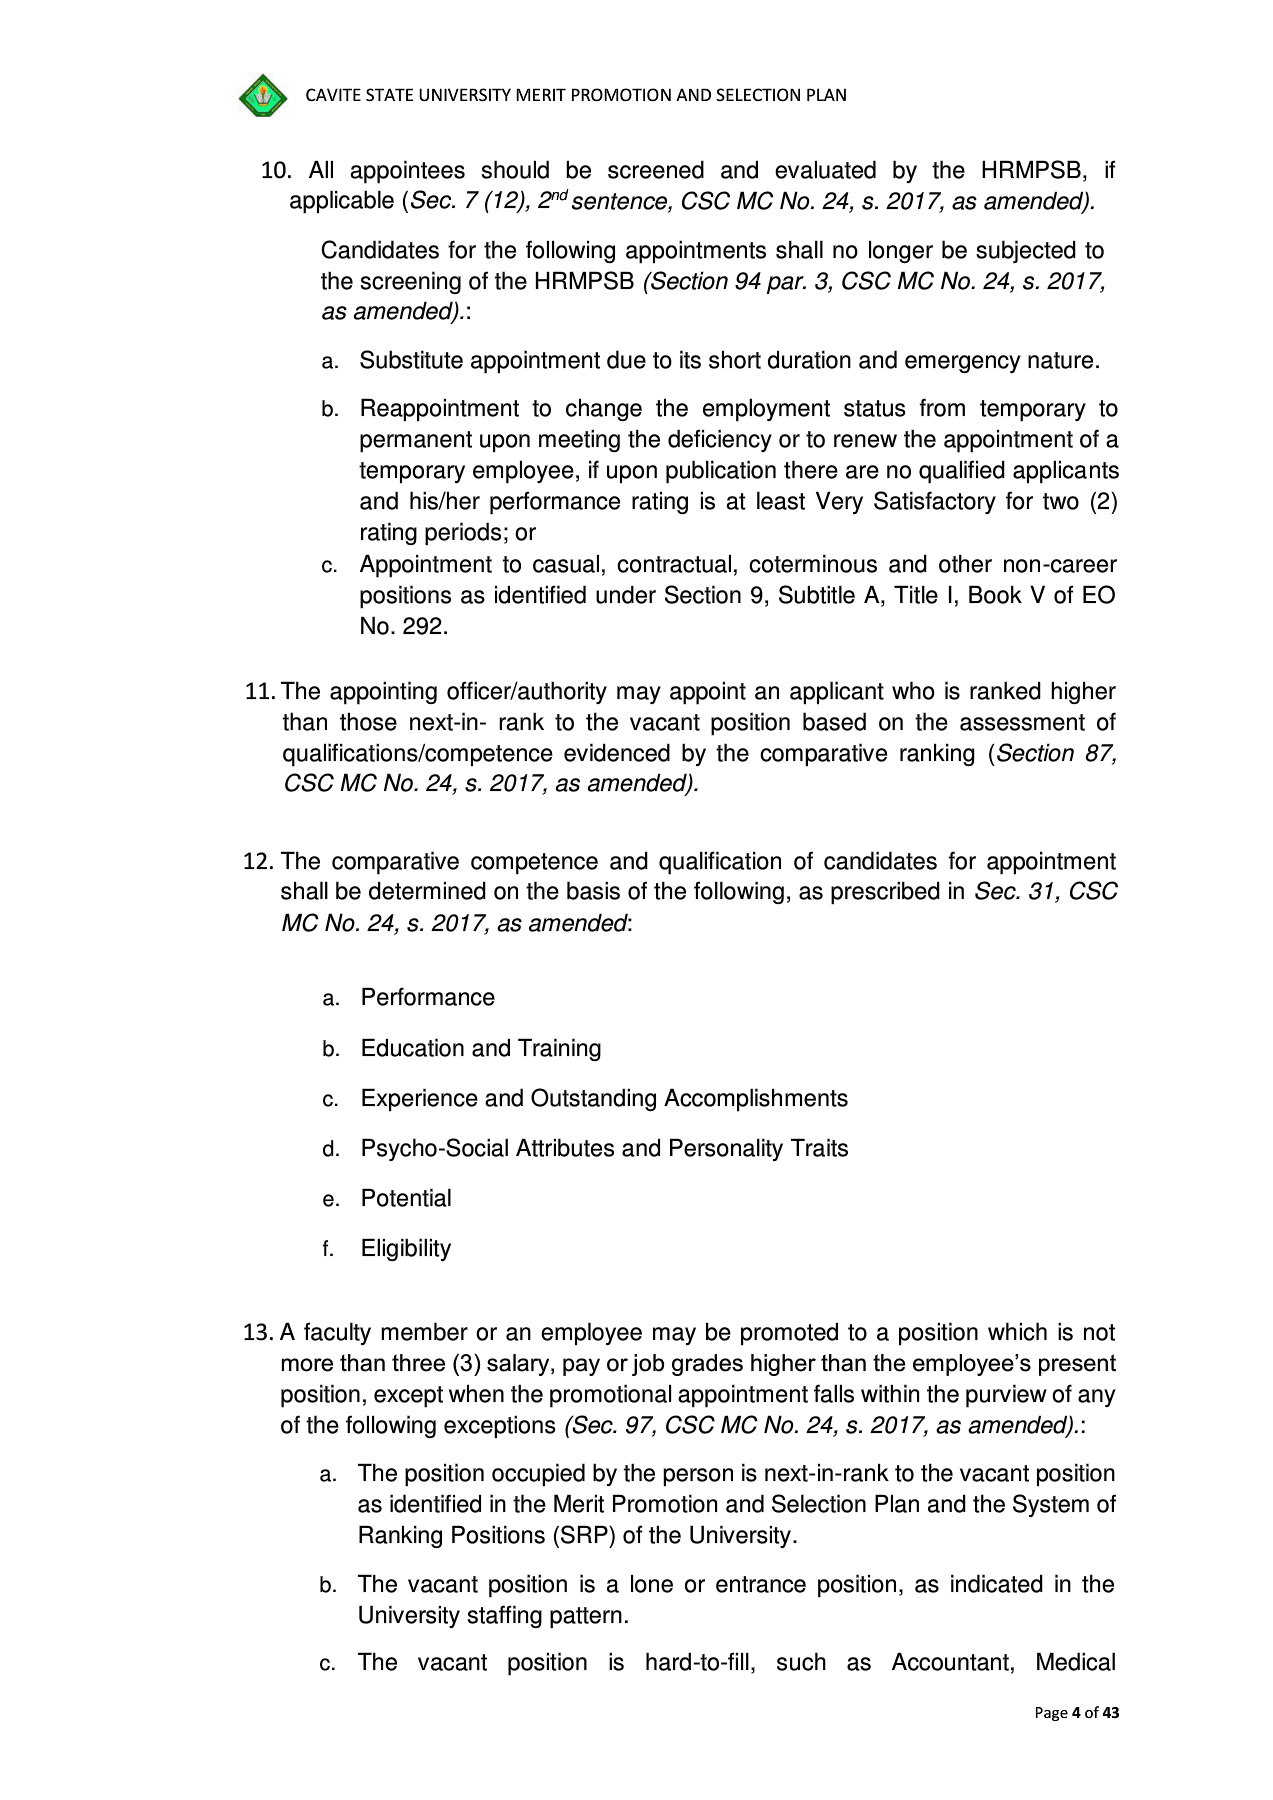 CAVITE STATE UNIVERSITY MERIT PROMOTION AND SELECTION PLAN
10. All appointees should be screened and evaluated by the HRMPSB, if
applicable (Sec. 7 (12), 2nd sentence, CSC MC No. 24, s. 2017, as amended).
Candidates for the following appointments shall no longer be subjected to
the screening of the HRMPSB (Section 94 par. 3, CSC MC No. 24, s. 2017,
as amended).:
a. Substitute appointment due to its short duration and emergency nature.
b. Reappointment to change the employment status from temporary to
permanent upon meeting the deficiency or to renew the appointment of a
temporary employee, if upon publication there are no qualified applicants
and his/her performance rating is at least Very Satisfactory for two (2)
rating periods; or
c. Appointment to casual, contractual, coterminous and other non-career
positions as identified under Section 9, Subtitle A, Title I, Book V of EO
No. 292.
11. The appointing officer/authority may appoint an applicant who is ranked higher
than those next-in- rank to the vacant position based on the assessment of
qualifications/competence evidenced by the comparative ranking (Section 87,
CSC MC No. 24, s. 2017, as amended).
12. The comparative competence and qualification of candidates for appointment
shall be determined on the basis of the following, as prescribed in Sec. 31, CSC
MC No. 24, s. 2017, as amended:
a. Performance
b. Education and Training
c. Experience and Outstanding Accomplishments
d. Psycho-Social Attributes and Personality Traits
e. Potential
f. Eligibility
13. A faculty member or an employee may be promoted to a position which is not
more than three (3) salary, pay or job grades higher than the employee’s present
position, except when the promotional appointment falls within the purview of any
of the following exceptions (Sec. 97, CSC MC No. 24, s. 2017, as amended).:
a. The position occupied by the person is next-in-rank to the vacant position
as identified in the Merit Promotion and Selection Plan and the System of
Ranking Positions (SRP) of the University.
b. The vacant position is a lone or entrance position, as indicated in the
University staffing pattern.
c. The vacant position is hard-to-fill, such as Accountant, Medical
Page 4 of 43